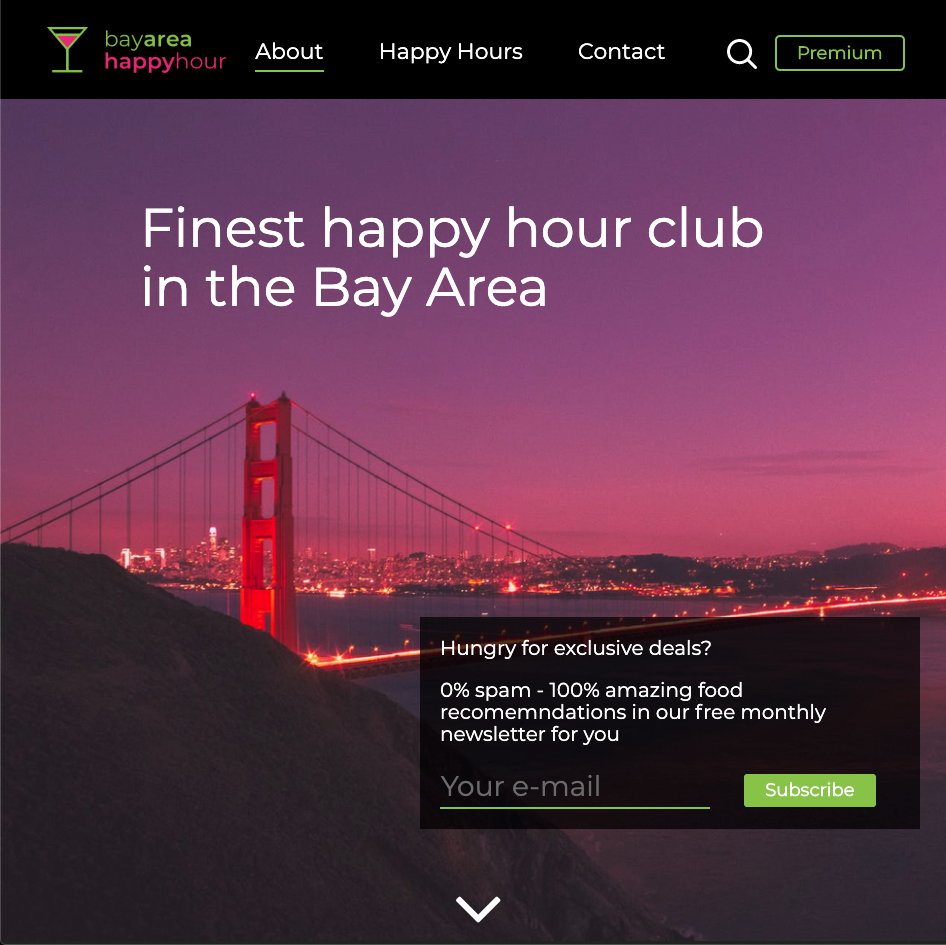 bayarea
happyhour
About
Happy Hours
Contact
Premium
Finest happy hour club
in the Bay Area
Hungry for exclusive deals?
0% spam - 100% amazing food
recomemndations in our free monthly
newsletter for you
Your e-mail
Subscribe